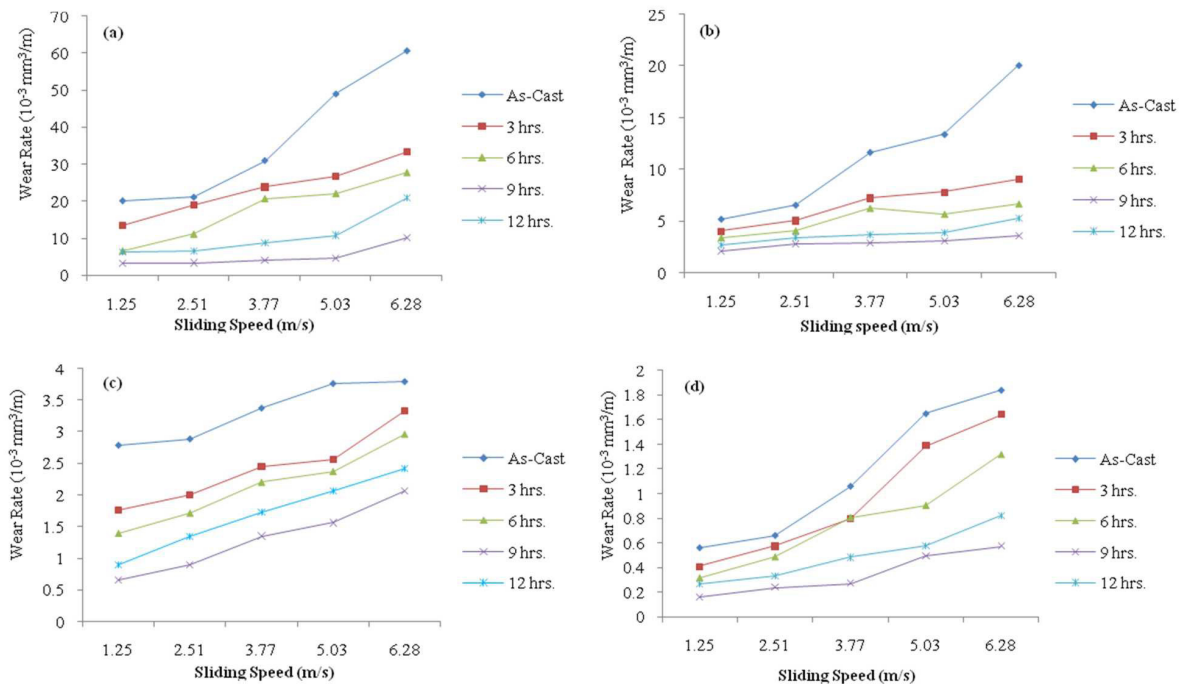 (a)
Wear Rate (10⁻³ mm³/m)
70
60
50
40
30
20
10
0
1.25 2.51 3.77 5.03 6.28
Sliding Speed (m/s)
As-Cast
3 hrs.
6 hrs.
9 hrs.
12 hrs.
(b)
Wear Rate (10⁻³ mm³/m)
25
20
15
10
5
0
1.25 2.51 3.77 5.03 6.28
Sliding speed (m/s)
As-Cast
3 hrs.
6 hrs.
9 hrs.
12 hrs.
(c)
Wear Rate (10⁻³ mm³/m)
4
3.5
3
2.5
2
1.5
1
0.5
0
1.25 2.51 3.77 5.03 6.28
Sliding Speed (m/s)
As-Cast
3 hrs.
6 hrs.
9 hrs.
12 hrs.
(d)
Wear Rate (10⁻³ mm³/m)
2
1.8
1.6
1.4
1.2
1
0.8
0.6
0.4
0.2
0
1.25 2.51 3.77 5.03 6.28
Sliding Speed (m/s)
As-Cast
3 hrs.
6 hrs.
9 hrs.
12 hrs.